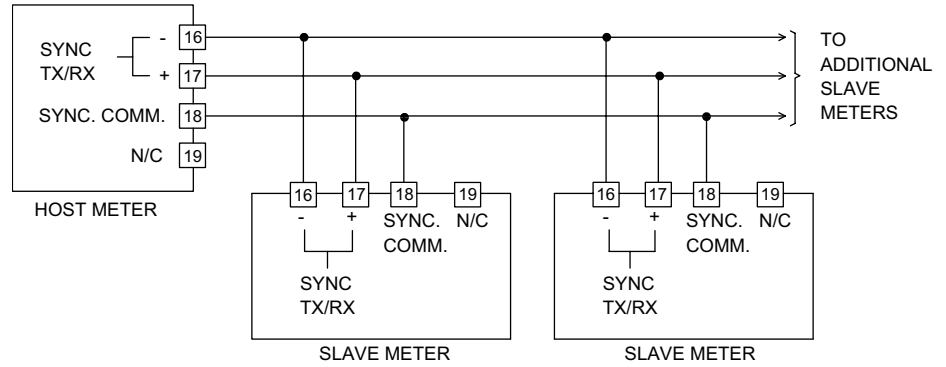 - 16
SYNC
TX/RX
+ 17
SYNC. COMM. 18
N/C 19
HOST METER
TO
ADDITIONAL
SLAVE
METERS
16 17 18 19
- + SYNC. N/C
COMM.
SYNC
TX/RX
SLAVE METER
16 17 18 19
- + SYNC. N/C
COMM.
SYNC
TX/RX
SLAVE METER